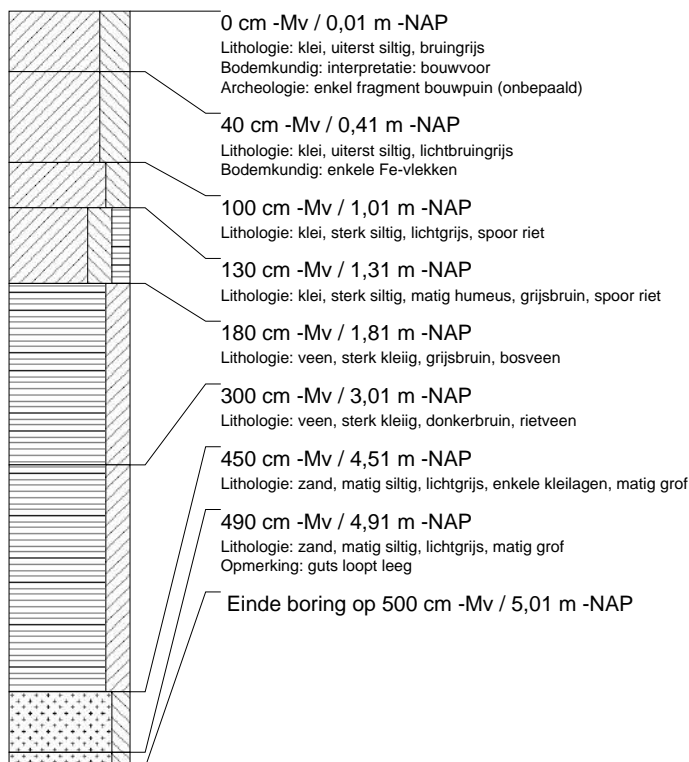 0 cm -Mv / 0,01 m -NAP
Lithologie: klei, uiterst siltig, bruingrijs
Bodemkundig: interpretatie: bouwvoor
Archeologie: enkel fragment bouwpuin (onbepaald)
40 cm -Mv / 0,41 m -NAP
Lithologie: klei, uiterst siltig, lichtbruingrijs
Bodemkundig: enkele Fe-vlekken
100 cm -Mv / 1,01 m -NAP
Lithologie: klei, sterk siltig, lichtgrijs, spoor riet
130 cm -Mv / 1,31 m -NAP
Lithologie: klei, sterk siltig, matig humeus, grijsbruin, spoor riet
180 cm -Mv / 1,81 m -NAP
Lithologie: veen, sterk kleiig, grijsbruin, bosveen
300 cm -Mv / 3,01 m -NAP
Lithologie: veen, sterk kleiig, donkerbruin, rietveen
450 cm -Mv / 4,51 m -NAP
Lithologie: zand, matig siltig, lichtgrijs, enkele kleilagen, matig grof
490 cm -Mv / 4,91 m -NAP
Lithologie: zand, matig siltig, lichtgrijs, matig grof
Opmerking: guts loopt leeg
Einde boring op 500 cm -Mv / 5,01 m -NAP